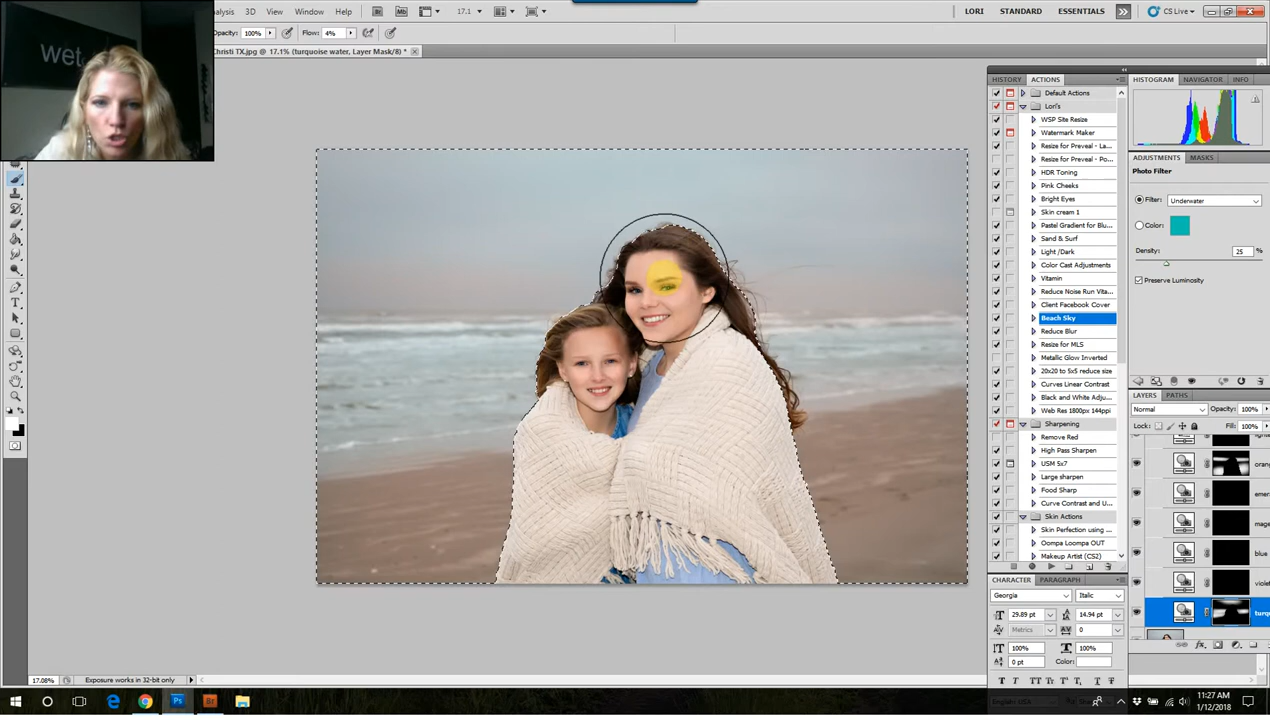 wet
alysis 3D View Window Help 17.1 LORI STANDARD ESSENTIALS CS Live
Opacity: 100% Flow: 4%
Christi TX.jpg @ 17.1% (turquoise water, Layer Mask/8) *
HISTORY ACTIONS
Default Actions
Lori's
WSP Site Resize
Watermark Maker
Resize for Preveal - La...
Resize for Preveal - Po...
HDR Toning
Pink Cheeks
Bright Eyes
Skin cream 1
Pastel Gradient for Blu...
Sand & Surf
Light /Dark
Color Cast Adjustments
Vitamin
Reduce Noise Run Vita...
Client Facebook Cover
Beach Sky
Reduce Blur
Resize for MLS
Metallic Glow Inverted
20x20 to 5x5 reduce size
Curves Linear Contrast
Black and White Adju...
Web Res 1800px 144ppi
Sharpening
Remove Red
High Pass Sharpen
USM 5x7
Large sharpen
Food Sharp
Curve Contrast and U...
Skin Actions
Skin Perfection using ...
Oompa Loompa OUT
Makeup Artist (CS2)
CHARACTER PARAGRAPH
Georgia Italic
29.89 pt 14.94 pt
Metrics 0
100% 100%
0 pt Color:
T T TT Tr T' T, T T
HISTOGRAM NAVIGATOR INFO
ADJUSTMENTS MASKS
Photo Filter
Filter: Underwater
Color:
Density: 25 %
Preserve Luminosity
LAYERS PATHS
Normal Opacity: 100%
Lock: Fill: 100%
light
oran
eme
mage
blue
violet
turq
17.08% Exposure works in 32-bit only
11:27 AM
1/12/2018